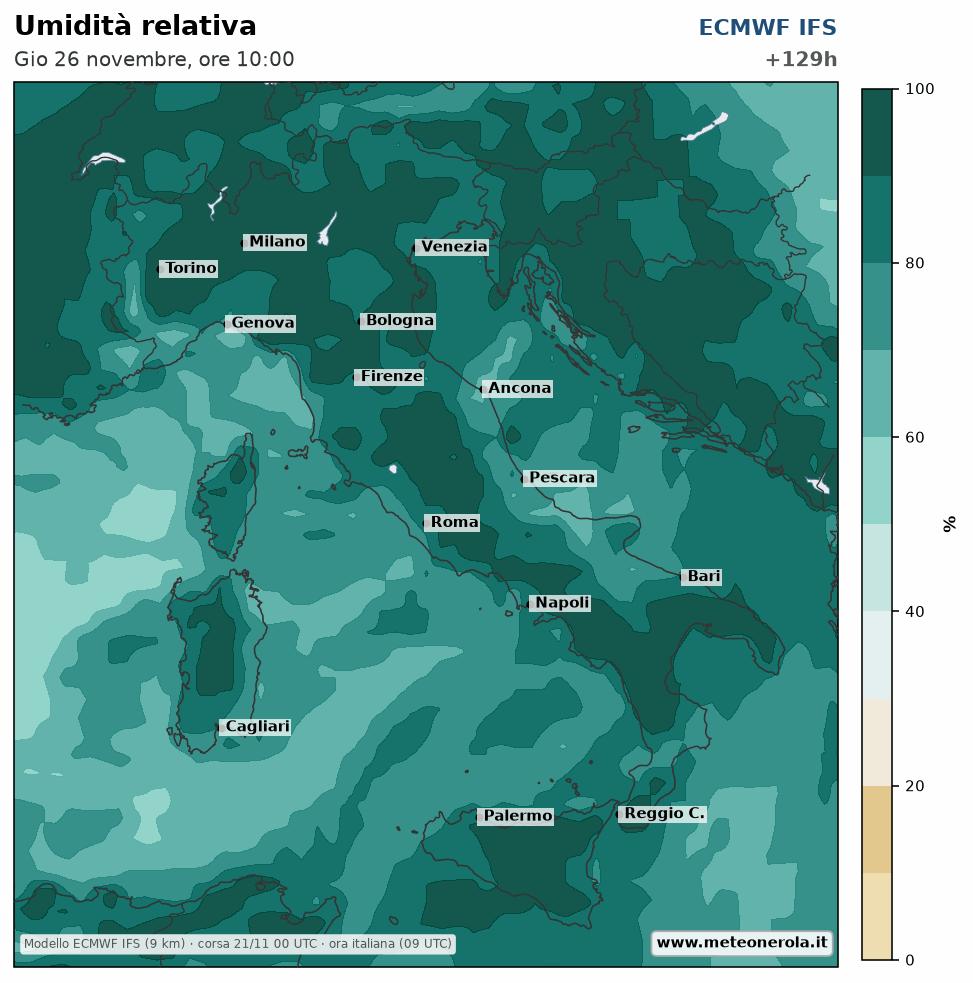 Umidità relativa
ECMWF IFS
Gio 26 novembre, ore 10:00
+129h
100
80
60
%
40
20
0
Milano
Venezia
Torino
Genova
Bologna
Firenze
Ancona
Pescara
Roma
Bari
Napoli
Cagliari
Palermo
Reggio C.
Modello ECMWF IFS (9 km) · corsa 21/11 00 UTC · ora italiana (09 UTC)
www.meteonerola.it